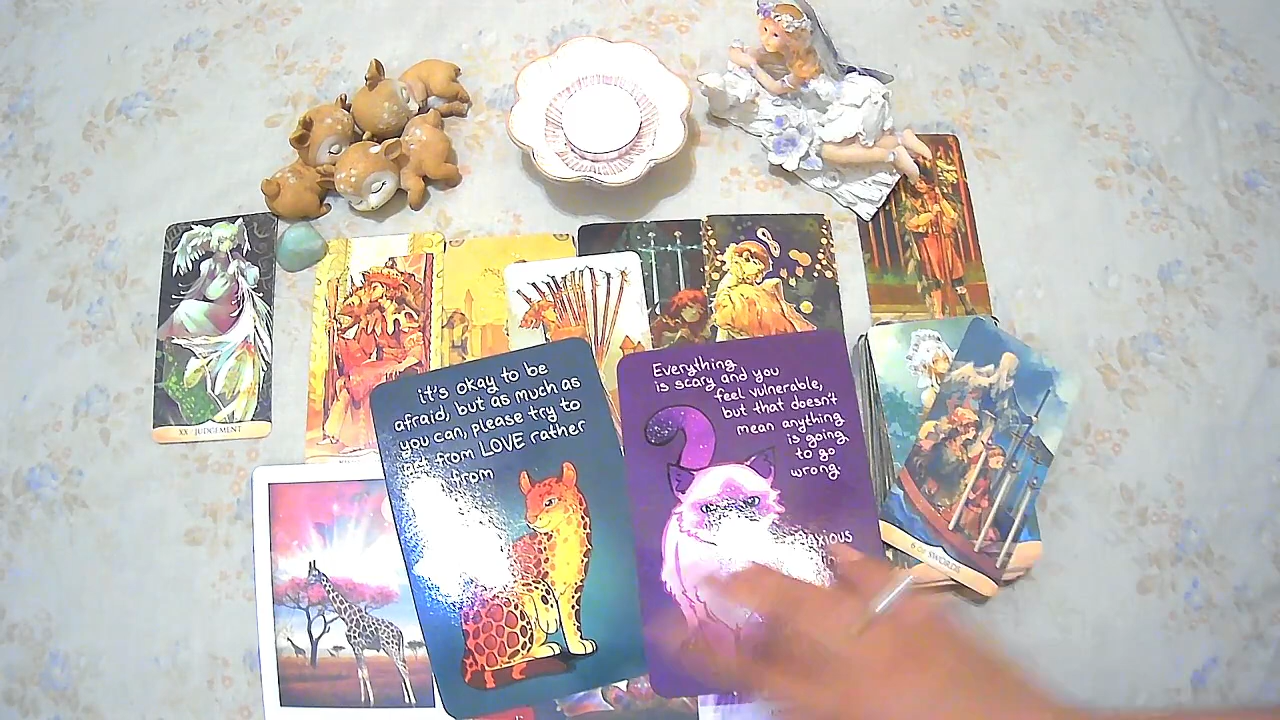 XX · JUDGEMENT
it's okay to be
afraid, but as much as
you can, please try to
from LOVE rather
from
Everything
is scary and you
feel vulnerable,
but that doesn't
mean anything
is going
to go
wrong.
6 OF SWORDS